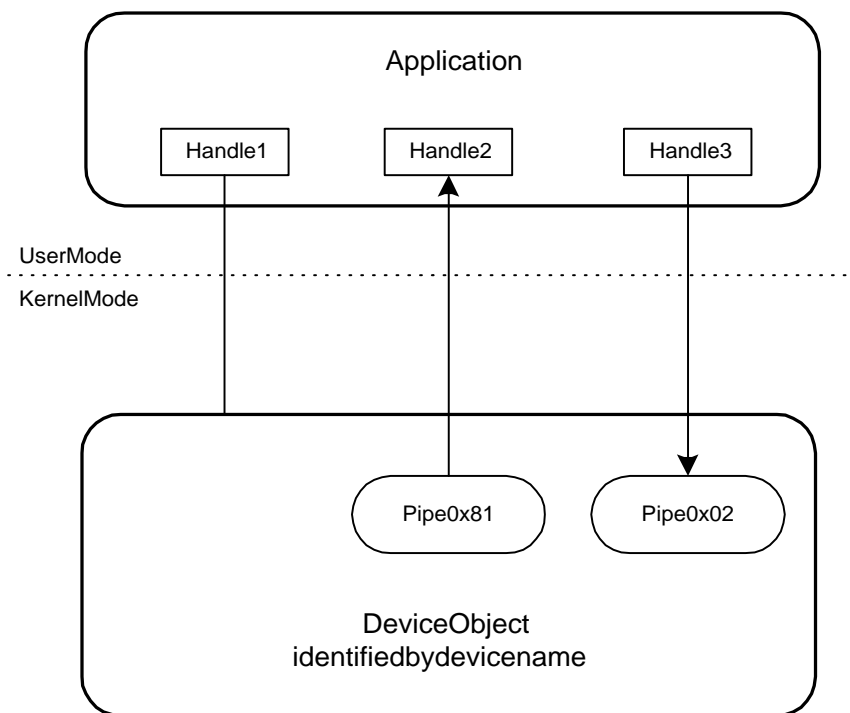 Application
Handle1
Handle2
Handle3
UserMode
KernelMode
Pipe0x81
Pipe0x02
DeviceObject
identifiedbydevicename